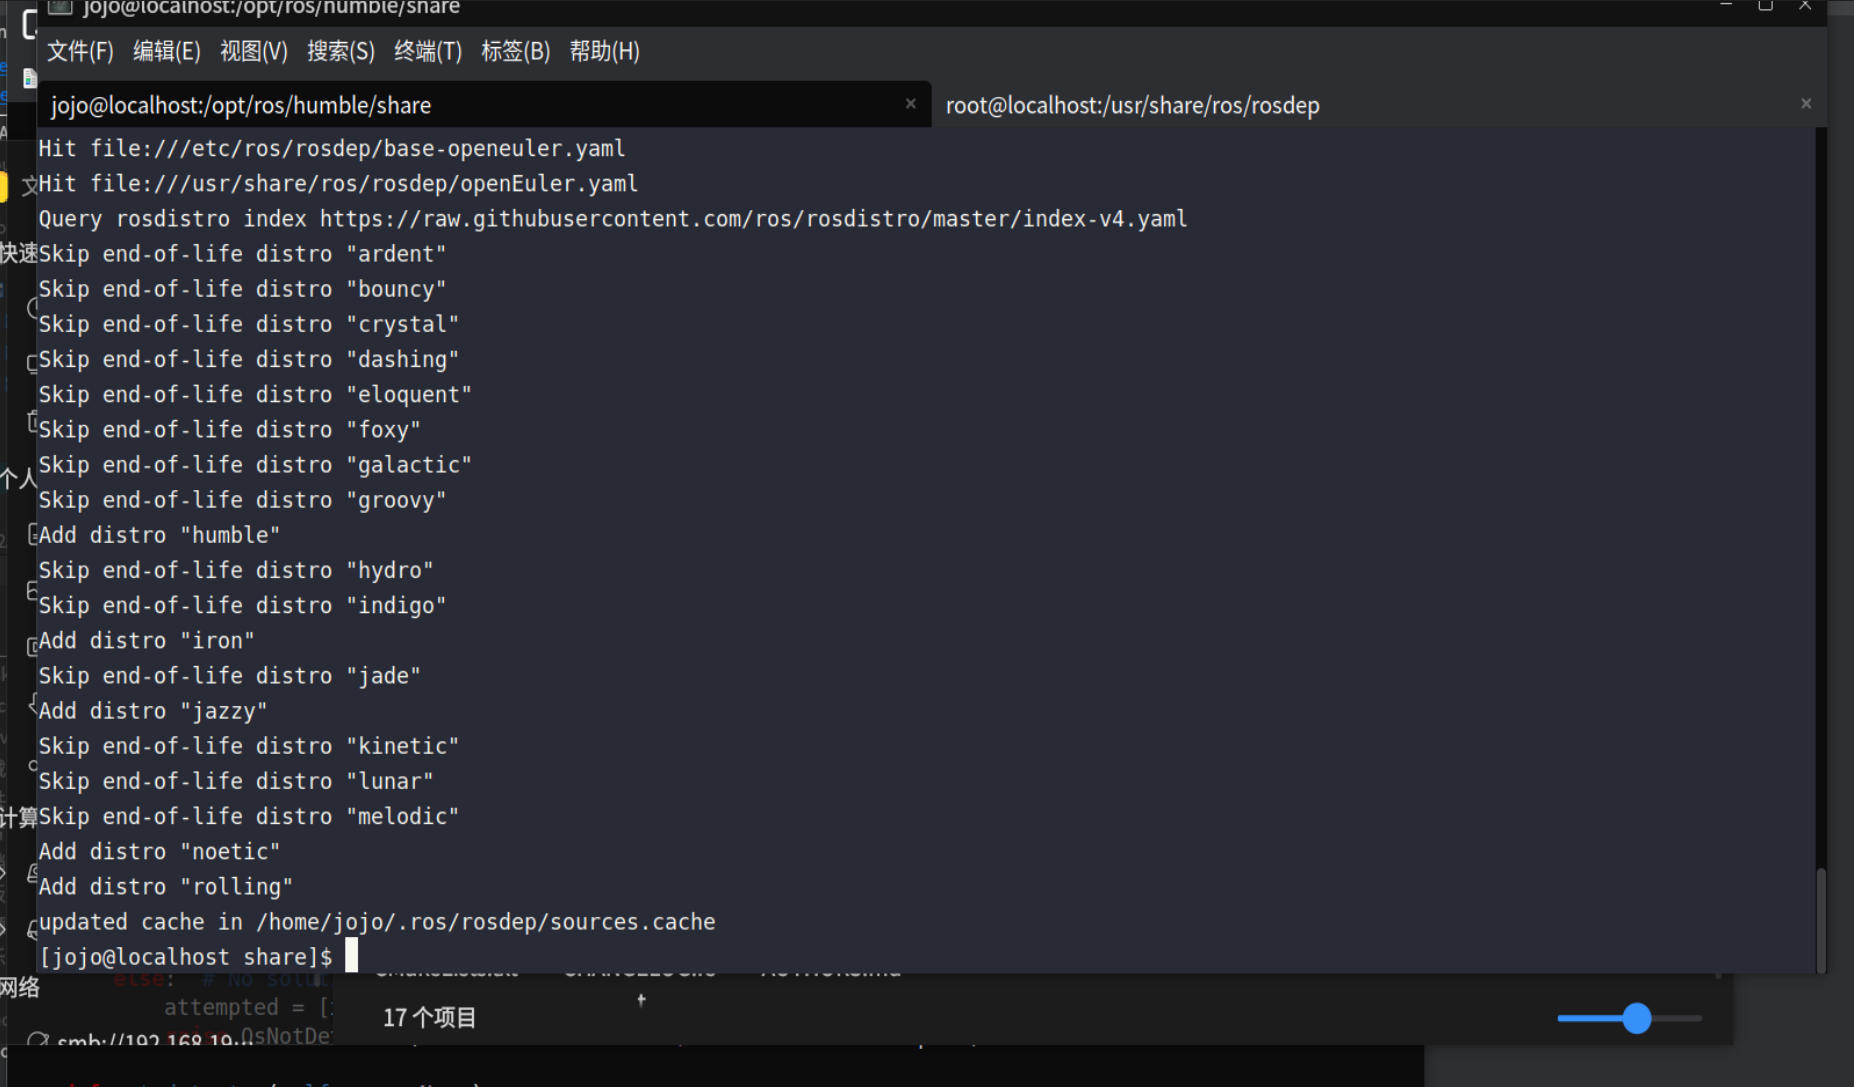 jojo@localhost:/opt/ros/humble/share
文件(F) 编辑(E) 视图(V) 搜索(S) 终端(T) 标签(B) 帮助(H)
jojo@localhost:/opt/ros/humble/share × root@localhost:/usr/share/ros/rosdep ×
Hit file:///etc/ros/rosdep/base-openeuler.yaml
Hit file:///usr/share/ros/rosdep/openEuler.yaml
Query rosdistro index https://raw.githubusercontent.com/ros/rosdistro/master/index-v4.yaml
Skip end-of-life distro "ardent"
Skip end-of-life distro "bouncy"
Skip end-of-life distro "crystal"
Skip end-of-life distro "dashing"
Skip end-of-life distro "eloquent"
Skip end-of-life distro "foxy"
Skip end-of-life distro "galactic"
Skip end-of-life distro "groovy"
Add distro "humble"
Skip end-of-life distro "hydro"
Skip end-of-life distro "indigo"
Add distro "iron"
Skip end-of-life distro "jade"
Add distro "jazzy"
Skip end-of-life distro "kinetic"
Skip end-of-life distro "lunar"
Skip end-of-life distro "melodic"
Add distro "noetic"
Add distro "rolling"
updated cache in /home/jojo/.ros/rosdep/sources.cache
[jojo@localhost share]$
快速
个人
计算
网络
else: # No
attempted = [
17 个项目
smb://192.168.19...